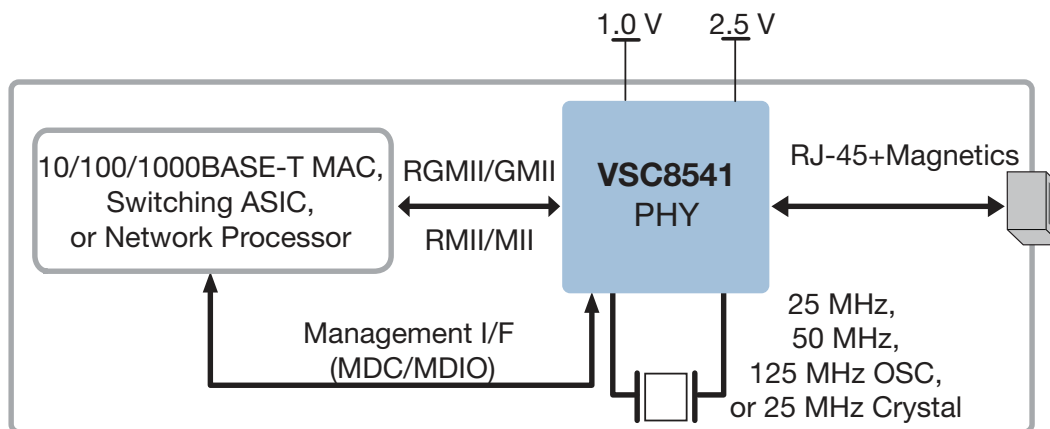 1.0 V
2.5 V
10/100/1000BASE-T MAC,
Switching ASIC,
or Network Processor
RGMII/GMII
RMII/MII
VSC8541
PHY
RJ-45+Magnetics
Management I/F
(MDC/MDIO)
25 MHz,
50 MHz,
125 MHz OSC,
or 25 MHz Crystal